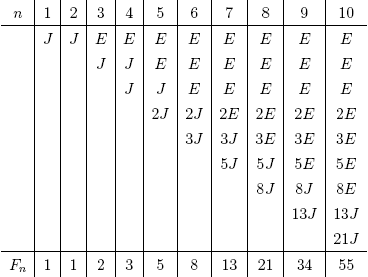 n 1 2 3 4 5 6 7 8 9 10
J J E E E E E E E E
J J E E E E E E
J J E E E E E
2J 2J 2E 2E 2E 2E
3J 3J 3E 3E 3E
5J 5J 5E 5E
8J 8J 8E
13J 13J
21J
Fₙ 1 1 2 3 5 8 13 21 34 55